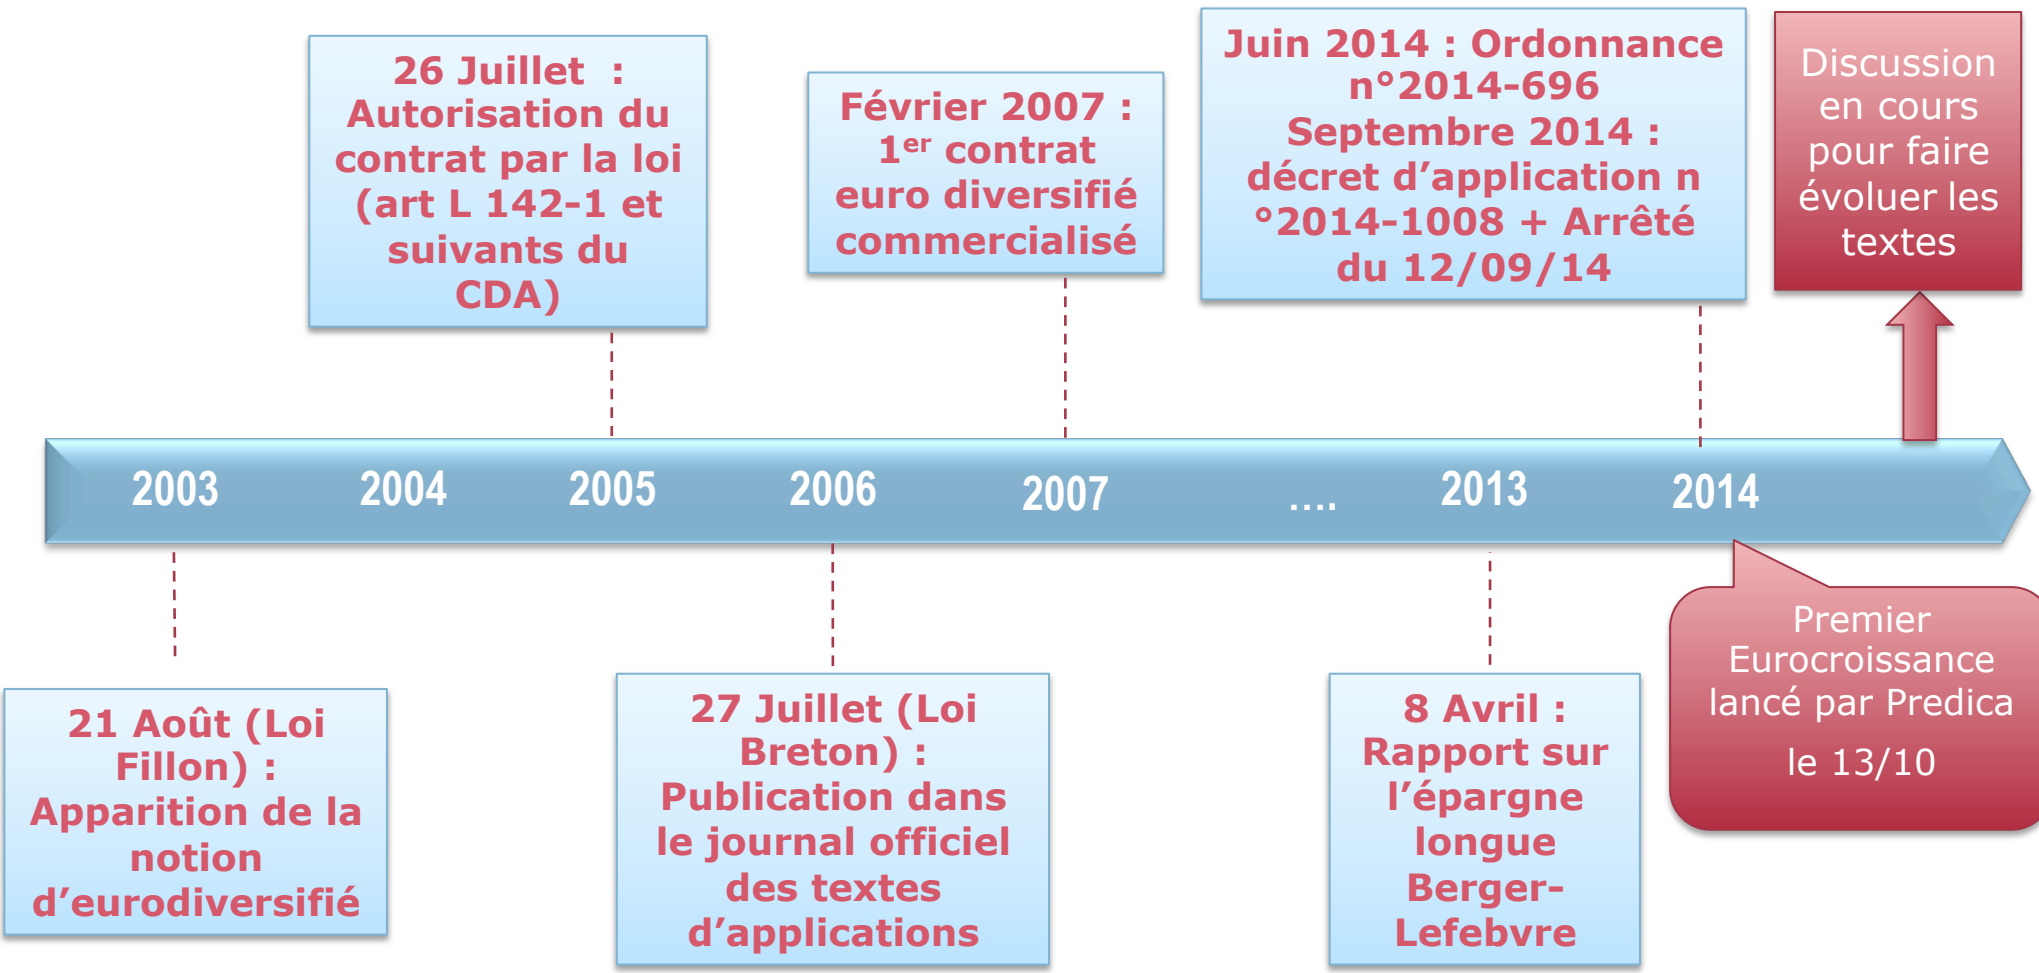 26 Juillet :
Autorisation du
contrat par la loi
(art L 142-1 et
suivants du
CDA)
Février 2007 :
1er contrat
euro diversifié
commercialisé
Juin 2014 : Ordonnance
n°2014-696
Septembre 2014 :
décret d’application n
°2014-1008 + Arrêté
du 12/09/14
Discussion
en cours
pour faire
évoluer les
textes
2003 2004 2005 2006 2007 .... 2013 2014
21 Août (Loi
Fillon) :
Apparition de la
notion
d’eurodiversifié
27 Juillet (Loi
Breton) :
Publication dans
le journal officiel
des textes
d’applications
8 Avril :
Rapport sur
l’épargne
longue
Berger-
Lefebvre
Premier
Eurocroissance
lancé par Predica
le 13/10